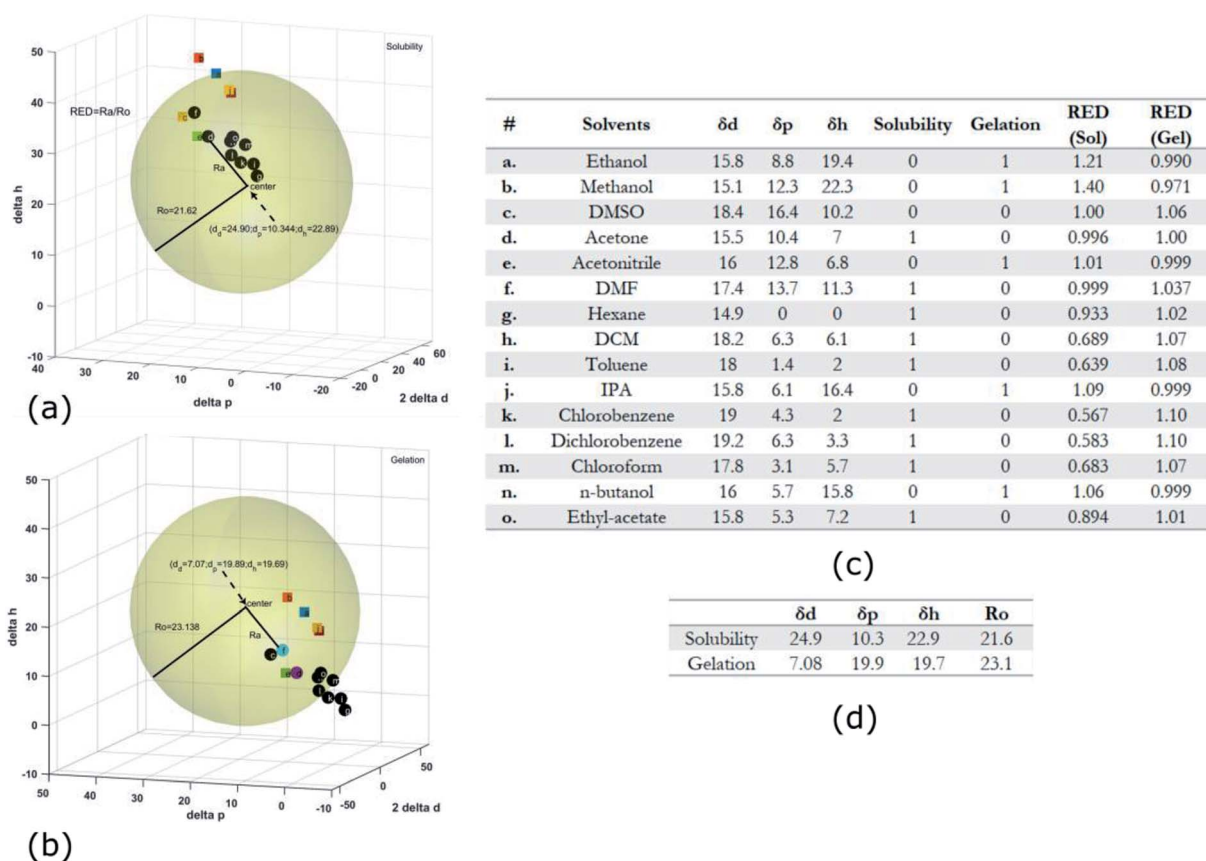 Solubility
50
40
30
20
10
0
-10
delta h
RED=Ra/Ro
Ra
center
Ro=21.62
(d_d=24.90;d_p=10.344;d_h=22.89)
40
30
20
10
0
-10
-20
delta p
-20
0
20
40
60
2 delta d
(a)
Gelation
50
40
30
20
10
0
-10
delta h
(d_d=7.07;d_p=19.89;d_h=19.69)
center
Ra
Ro=23.138
50
40
30
20
10
0
-10
delta p
-50
0
50
2 delta d
(b)
# Solvents δd δp δh Solubility Gelation RED (Sol) RED (Gel)
a. Ethanol 15.8 8.8 19.4 0 1 1.21 0.990
b. Methanol 15.1 12.3 22.3 0 1 1.40 0.971
c. DMSO 18.4 16.4 10.2 0 0 1.00 1.06
d. Acetone 15.5 10.4 7 1 0 0.996 1.00
e. Acetonitrile 16 12.8 6.8 0 1 1.01 0.999
f. DMF 17.4 13.7 11.3 1 0 0.999 1.037
g. Hexane 14.9 0 0 1 0 0.933 1.02
h. DCM 18.2 6.3 6.1 1 0 0.689 1.07
i. Toluene 18 1.4 2 1 0 0.639 1.08
j. IPA 15.8 6.1 16.4 0 1 1.09 0.999
k. Chlorobenzene 19 4.3 2 1 0 0.567 1.10
l. Dichlorobenzene 19.2 6.3 3.3 1 0 0.583 1.10
m. Chloroform 17.8 3.1 5.7 1 0 0.683 1.07
n. n-butanol 16 5.7 15.8 0 1 1.06 0.999
o. Ethyl-acetate 15.8 5.3 7.2 1 0 0.894 1.01
(c)
δd δp δh Ro
Solubility 24.9 10.3 22.9 21.6
Gelation 7.08 19.9 19.7 23.1
(d)